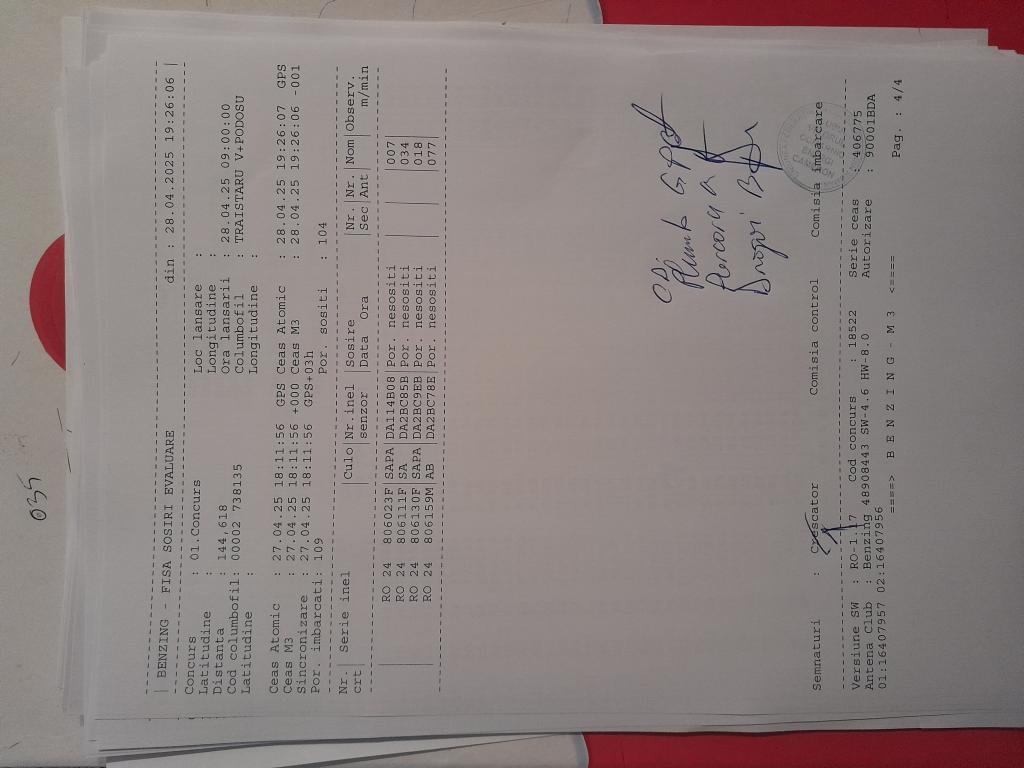 035
| BENZING - FISA SOSIRI EVALUARE din : 28.04.2025 19:26:06 |
Concurs : 01.Concurs Loc lansare :
Latitudine : Longitudine :
Distanta : 144,618 Ora lansarii : 28.04.25 09:00:00
Cod columbofil: 00002 738135 Columbofil : TRAISTARU V+PODOSU
Latitudine : Longitudine :
Ceas Atomic : 27.04.25 18:11:56 GPS Ceas Atomic : 28.04.25 19:26:07 GPS
Ceas M3 : 27.04.25 18:11:56 +000 Ceas M3 : 28.04.25 19:26:06 -001
Sincronizare : 27.04.25 18:11:56 GPS+03h
Por. imbarcati: 109 Por. sositi : 104
Nr.| Serie inel |Culo|Nr.inel |Sosire |Nr. |Nr. |Nom |Observ.
crt| | |senzor |Data Ora |Sec |Ant | | m/min
| RO 24 806023F |SAPA |DA114B08 |Por. nesositi | | |007|
| RO 24 806111F |SA |DA2BC85B |Por. nesositi | | |034|
| RO 24 806130F |SAPA |DA2BC9EB |Por. nesositi | | |018|
| RO 24 806159M |AB |DA2BC78E |Por. nesositi | | |077|
Semnaturi : Crescator Comisia control Comisia imbarcare
Versiune SW : RO-1.17 Cod concurs : 18522 Serie ceas : 406775
Antena Club : Benzing 48908443 SW-4.6 HW-8.0 Autorizare : 90001BDA
01:16407957 02:16407956
====> B E N Z I N G - M 3 <==== Pag. : 4/4